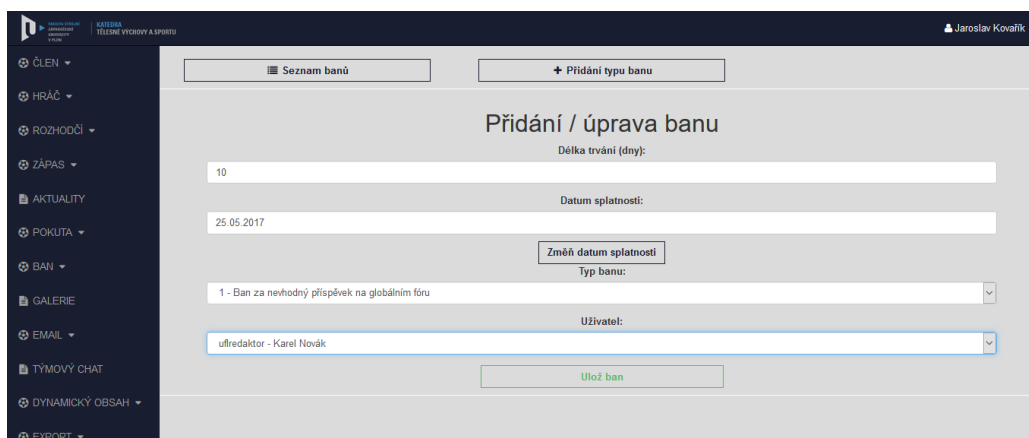 KATEDRA
TĚLESNÉ VÝCHOVY A SPORTU
Jaroslav Kovařík
ČLEN
HRÁČ
ROZHODČÍ
ZÁPAS
AKTUALITY
POKUTA
BAN
GALERIE
EMAIL
TÝMOVÝ CHAT
DYNAMICKÝ OBSAH
EXPORT
Seznam banů
Přidání typu banu
Přidání / úprava banu
Délka trvání (dny):
10
Datum splatnosti:
25.05.2017
Změň datum splatnosti
Typ banu:
1 - Ban za nevhodný příspěvek na globálním fóru
Uživatel:
uflredaktor - Karel Novák
Ulož ban